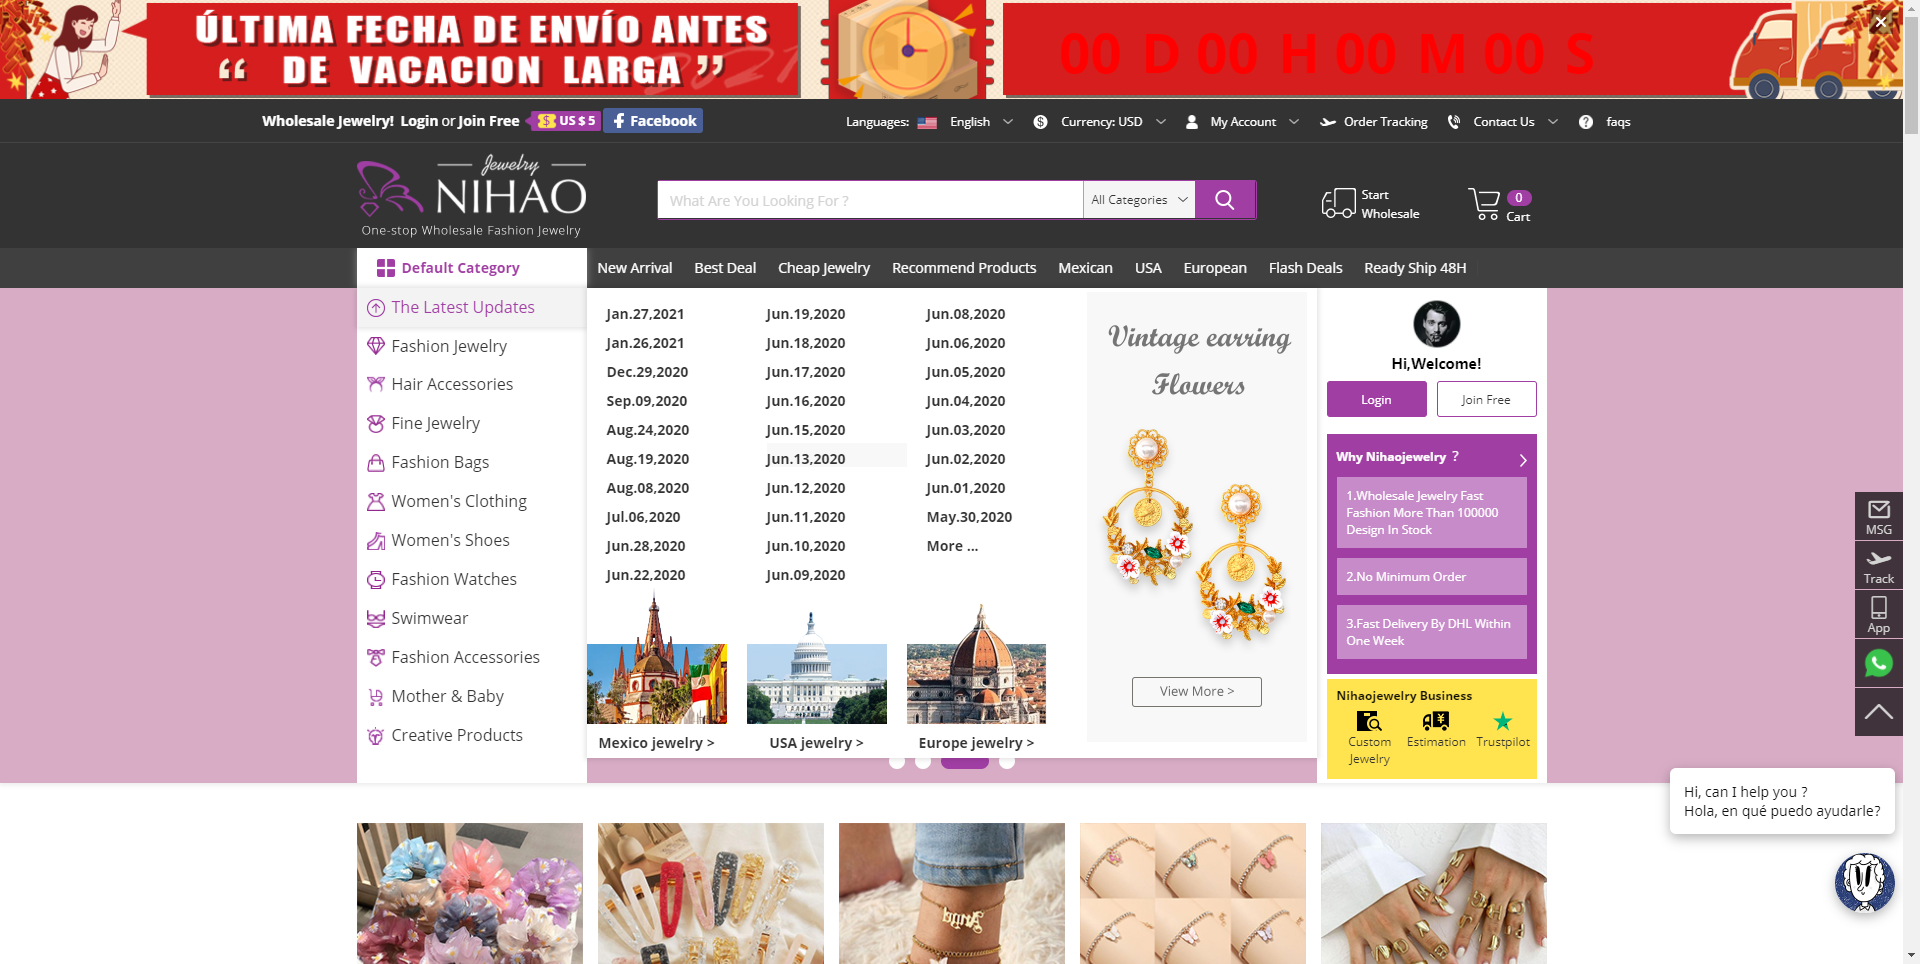 ÚLTIMA FECHA DE ENVÍO ANTES
“ DE VACACION LARGA ”
00 D 00 H 00 M 00 S
Wholesale Jewelry! Login or Join Free
$ US $ 5
Facebook
Languages: English
Currency: USD
My Account
Order Tracking
Contact Us
faqs
Jewelry
NIHAO
One-stop Wholesale Fashion Jewelry
What Are You Looking For ?
All Categories
Start
Wholesale
0
Cart
Default Category
New Arrival
Best Deal
Cheap Jewelry
Recommend Products
Mexican
USA
European
Flash Deals
Ready Ship 48H
The Latest Updates
Fashion Jewelry
Hair Accessories
Fine Jewelry
Fashion Bags
Women's Clothing
Women's Shoes
Fashion Watches
Swimwear
Fashion Accessories
Mother & Baby
Creative Products
Jan.27,2021
Jan.26,2021
Dec.29,2020
Sep.09,2020
Aug.24,2020
Aug.19,2020
Aug.08,2020
Jul.06,2020
Jun.28,2020
Jun.22,2020
Jun.19,2020
Jun.18,2020
Jun.17,2020
Jun.16,2020
Jun.15,2020
Jun.13,2020
Jun.12,2020
Jun.11,2020
Jun.10,2020
Jun.09,2020
Jun.08,2020
Jun.06,2020
Jun.05,2020
Jun.04,2020
Jun.03,2020
Jun.02,2020
Jun.01,2020
May.30,2020
More ...
Mexico jewelry >
USA jewelry >
Europe jewelry >
Vintage earring
Flowers
View More >
Hi,Welcome!
Login
Join Free
Why Nihaojewelry ?
1.Wholesale Jewelry Fast
Fashion More Than 100000
Design In Stock
2.No Minimum Order
3.Fast Delivery By DHL Within
One Week
Nihaojewelry Business
Custom
Jewelry
Estimation
Trustpilot
MSG
Track
App
Hi, can I help you ?
Hola, en qué puedo ayudarle?